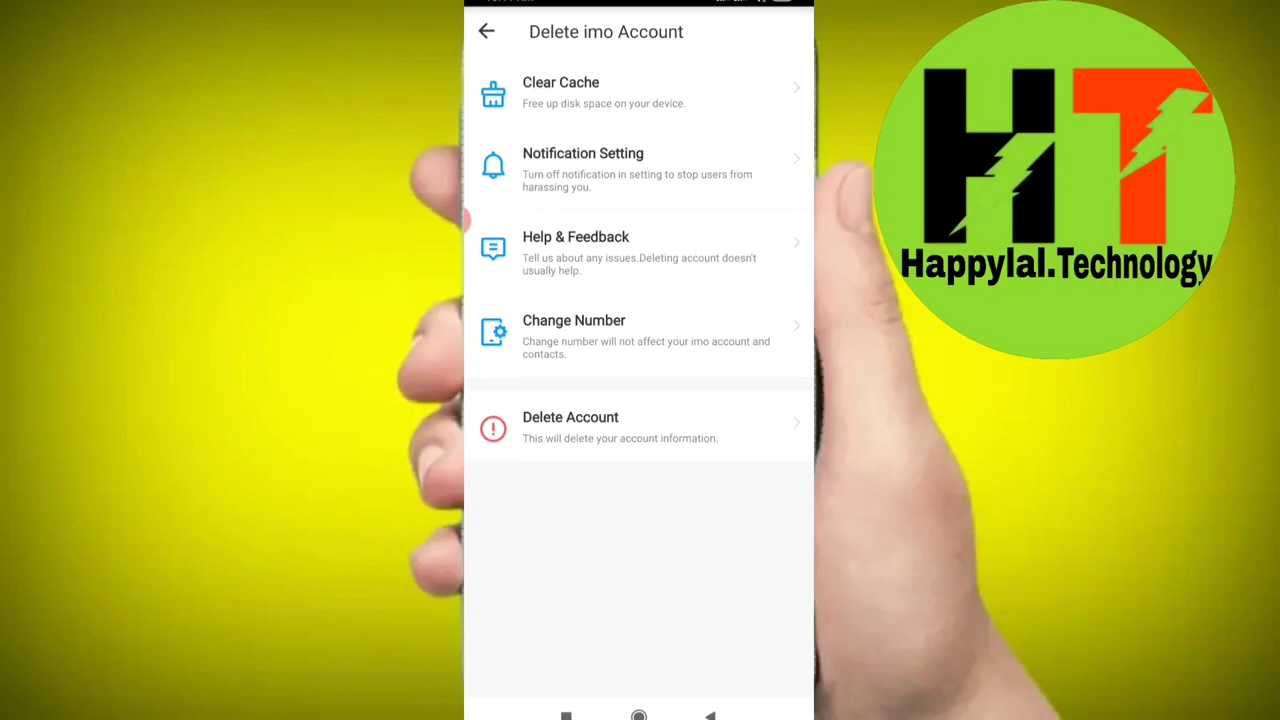 Delete imo Account
Clear Cache
Free up disk space on your device.
Notification Setting
Turn off notification in setting to stop users from
harassing you.
Help & Feedback
Tell us about any issues.Deleting account doesn't
usually help.
Change Number
Change number will not affect your imo account and
contacts.
Delete Account
This will delete your account information.
HT
Happylal.Technology